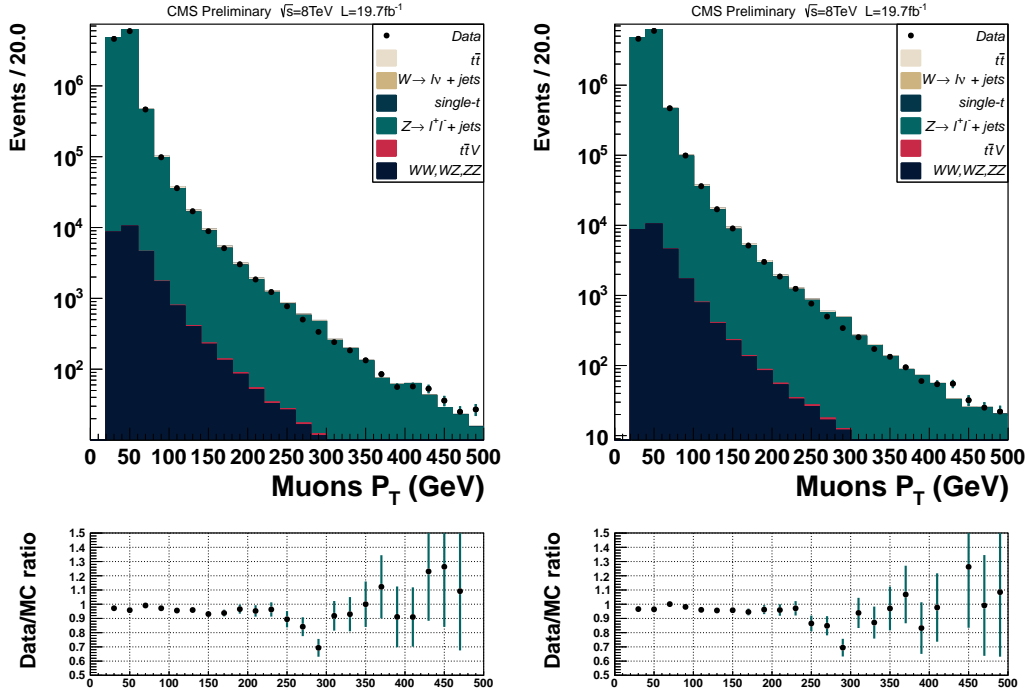 CMS Preliminary √s=8TeV L=19.7fb⁻¹
Events / 20.0
10⁶
10⁵
10⁴
10³
10²
Data
tt̄
W→ lν + jets
single-t
Z→ l⁺l⁻ + jets
tt̄V
WW,WZ,ZZ
0 50 100 150 200 250 300 350 400 450 500
Muons P_T (GeV)
Data/MC ratio
1.5
1.4
1.3
1.2
1.1
1
0.9
0.8
0.7
0.6
0.5
0 50 100 150 200 250 300 350 400 450 500
CMS Preliminary √s=8TeV L=19.7fb⁻¹
Events / 20.0
10⁶
10⁵
10⁴
10³
10²
10
Data
tt̄
W→ lν + jets
single-t
Z→ l⁺l⁻ + jets
tt̄V
WW,WZ,ZZ
0 50 100 150 200 250 300 350 400 450 500
Muons P_T (GeV)
Data/MC ratio
1.5
1.4
1.3
1.2
1.1
1
0.9
0.8
0.7
0.6
0.5
0 50 100 150 200 250 300 350 400 450 500